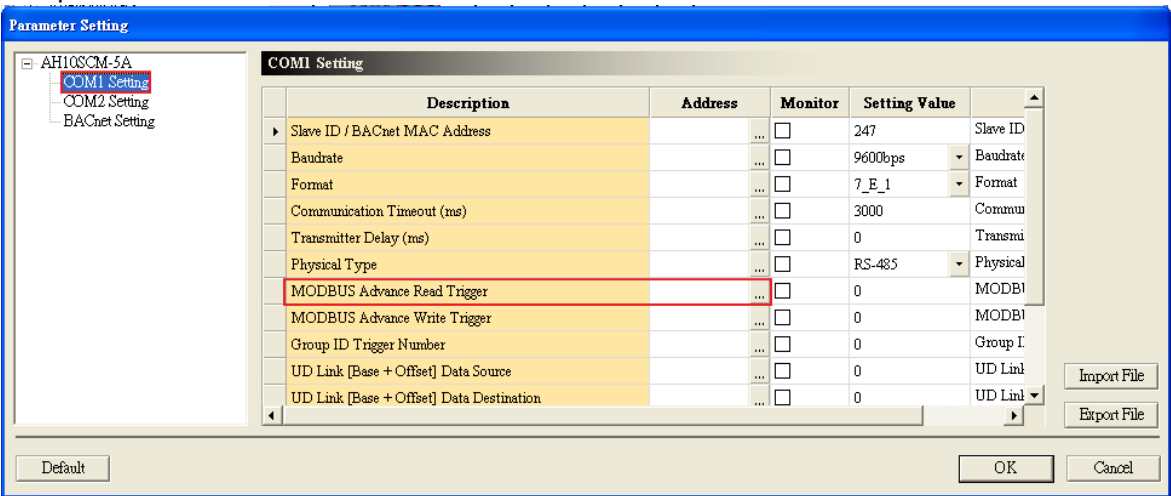 Parameter Setting
AH10SCM-5A
COM1 Setting
COM2 Setting
BACnet Setting
COM1 Setting
Description Address Monitor Setting Value
Slave ID / BACnet MAC Address ... 247 Slave ID
Baudrate ... 9600bps Baudrate
Format ... 7_E_1 Format
Communication Timeout (ms) ... 3000 Commun
Transmitter Delay (ms) ... 0 Transmi
Physical Type ... RS-485 Physical
MODBUS Advance Read Trigger ... 0 MODBU
MODBUS Advance Write Trigger ... 0 MODBU
Group ID Trigger Number ... 0 Group I
UD Link [Base + Offset] Data Source ... 0 UD Link
UD Link [Base + Offset] Data Destination ... 0 UD Link
Import File
Export File
Default OK Cancel